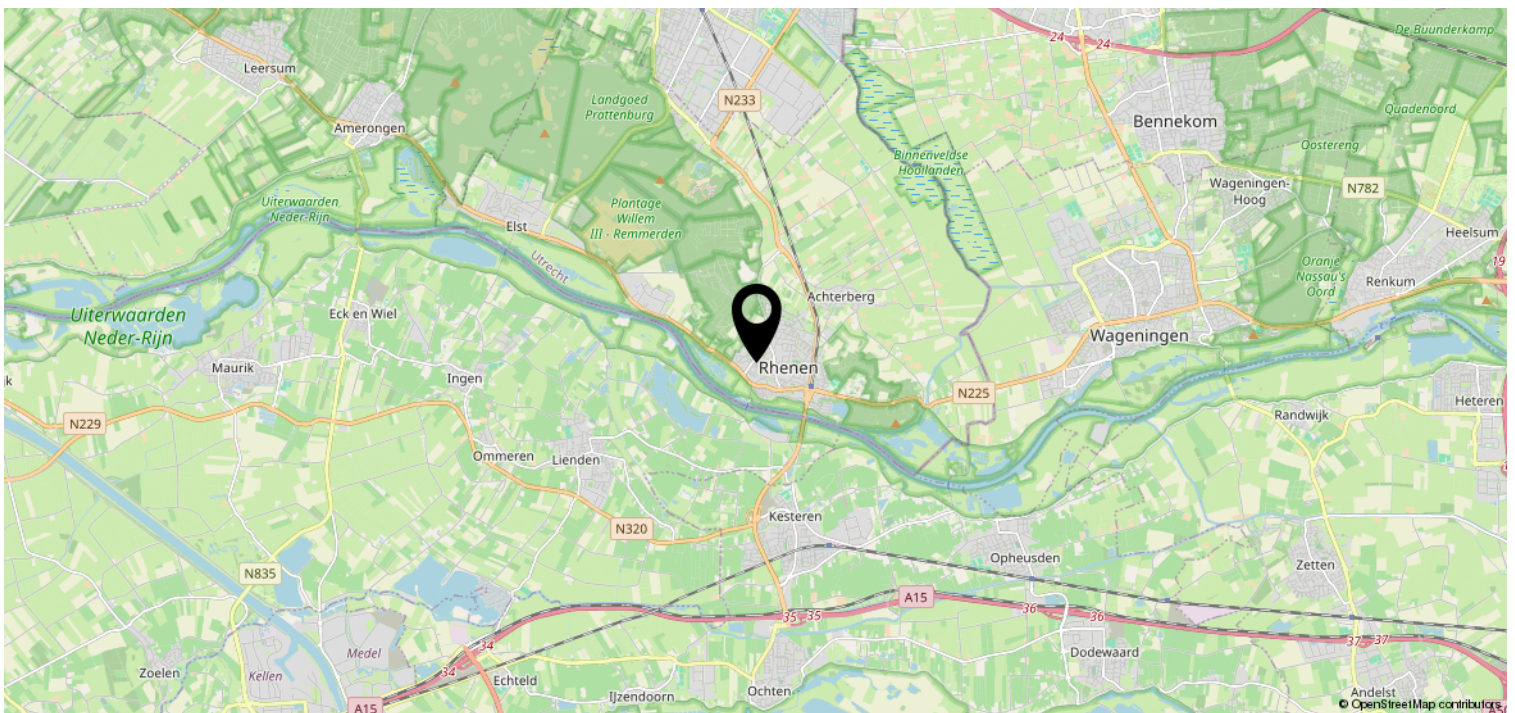 De Buunderkamp
24
24
Leersum
Landgoed
Prattenburg
N233
Quadenoord
Amerongen
Bennekom
Oostereng
Binnenveldse
Hooilanden
Wageningen-
Hoog
N782
Uiterwaarden
Neder-Rijn
Plantage
Willem
III - Remmerden
Elst
Heelsum
Utrecht
19
Oranje
Nassau's
Oord
Renkum
Achterberg
Uiterwaarden
Neder-Rijn
Eck en Wiel
Wageningen
Maurik
Ingen
Rhenen
k
N225
Heteren
N229
Randwijk
Ommeren
Lienden
Kesteren
N320
Opheusden
N835
Zetten
A15
36
36
35
35
34
37
37
Medel
Dodewaard
34
Zoelen
Kellen
Echteld
IJzendoorn
Ochten
Andelst
A15
© OpenStreetMap contributors